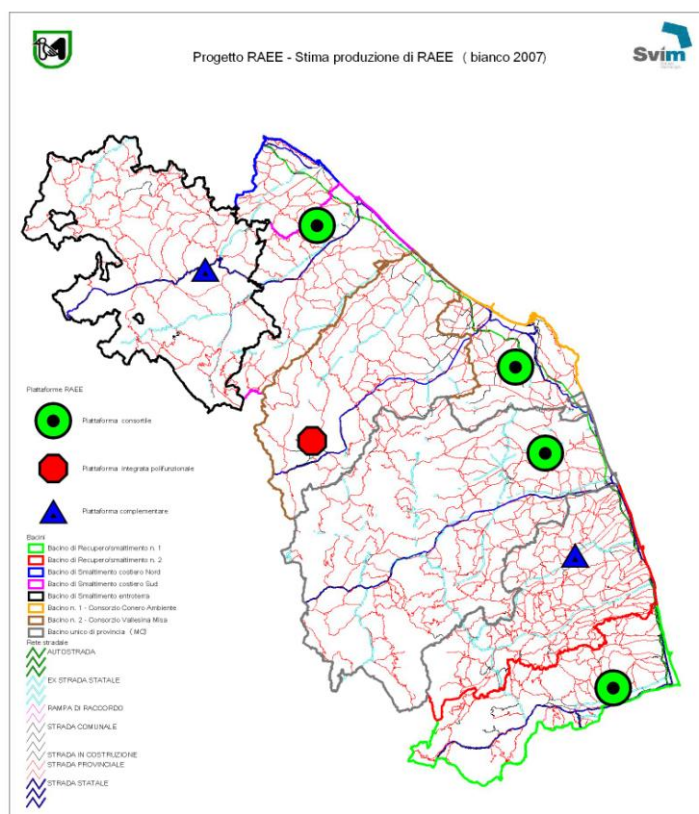 Progetto RAEE - Stima produzione di RAEE ( bianco 2007)
Svim
Piattaforme RAEE
Piattaforma consortile
Piattaforma integrata polifunzionale
Piattaforma complementare
Bacini
Bacino di Recupero/smaltimento n. 1
Bacino di Recupero/smaltimento n. 2
Bacino di Smaltimento costiero Nord
Bacino di Smaltimento costiero Sud
Bacino di Smaltimento entroterra
Bacino n. 1 - Consorzio Conero Ambiente
Bacino n. 2 - Consorzio Vallesina Misa
Bacino unico di provincia (MC)
Rete stradale
AUTOSTRADA
EX STRADA STATALE
RAMPA DI RACCORDO
STRADA COMUNALE
STRADA IN COSTRUZIONE
STRADA PROVINCIALE
STRADA STATALE